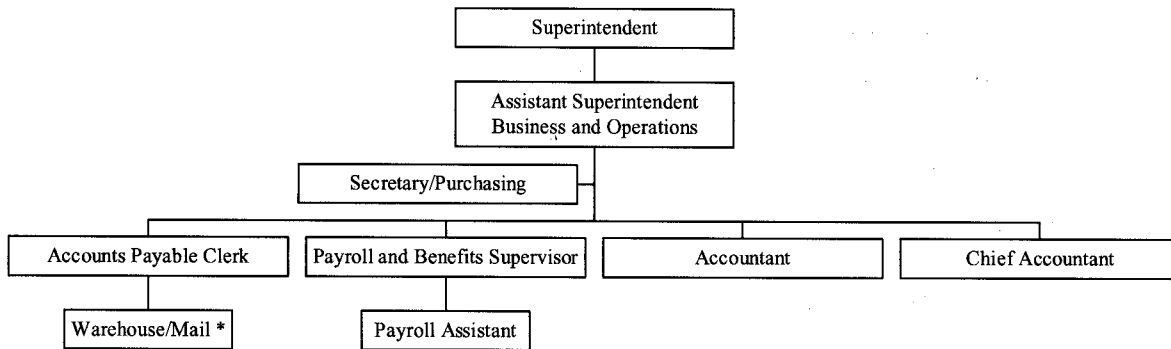 Superintendent
Assistant Superintendent
Business and Operations
Secretary/Purchasing
Accounts Payable Clerk
Payroll and Benefits Supervisor
Accountant
Chief Accountant
Warehouse/Mail *
Payroll Assistant